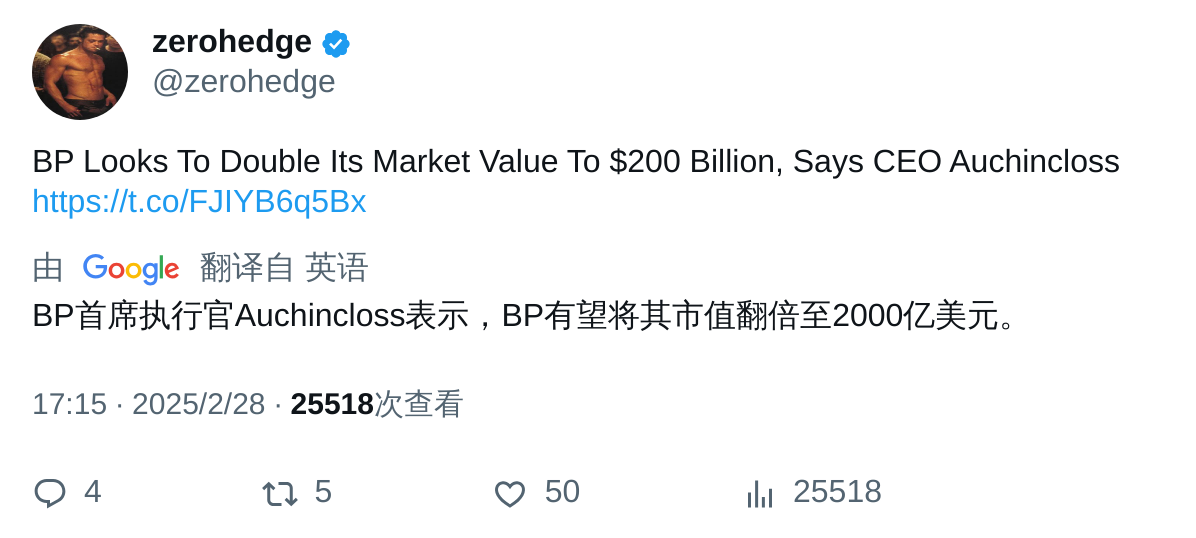 zerohedge
@zerohedge
BP Looks To Double Its Market Value To $200 Billion, Says CEO Auchincloss
https://t.co/FJIYB6q5Bx
由 Google 翻译自 英语
BP首席执行官Auchincloss表示，BP有望将其市值翻倍至2000亿美元。
17:15 · 2025/2/28 · 25518次查看
4 5 50 25518